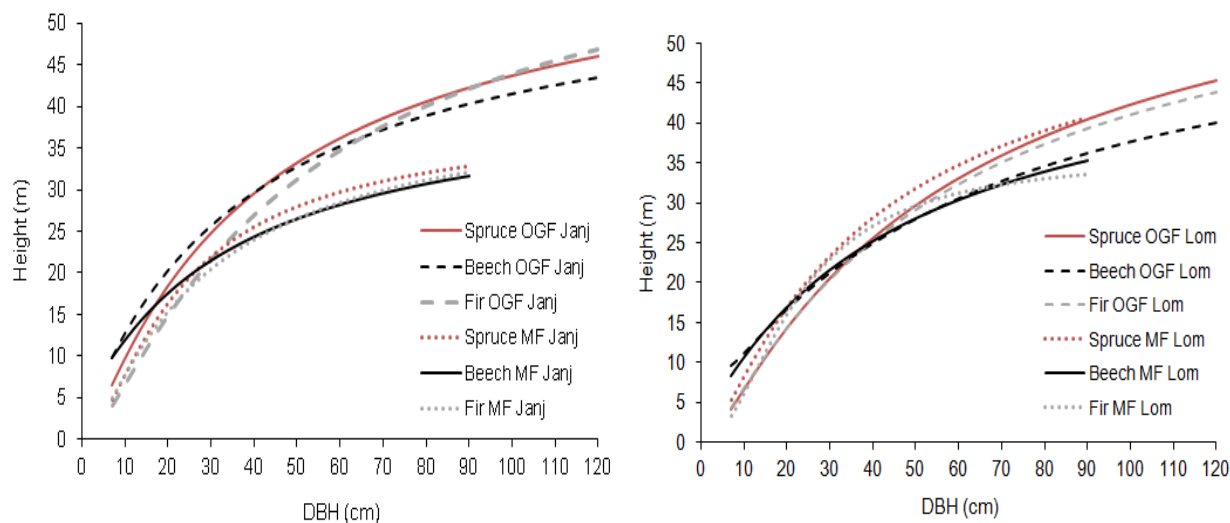 50
45
40
35
30
25
20
15
10
5
0
Height (m)
0 10 20 30 40 50 60 70 80 90 100 110 120
DBH (cm)
Spruce OGF Janj
Beech OGF Janj
Fir OGF Janj
Spruce MF Janj
Beech MF Janj
Fir MF Janj
50
45
40
35
30
25
20
15
10
5
0
Height (m)
0 10 20 30 40 50 60 70 80 90 100 110 120
DBH (cm)
Spruce OGF Lom
Beech OGF Lom
Fir OGF Lom
Spruce MF Lom
Beech MF Lom
Fir MF Lom